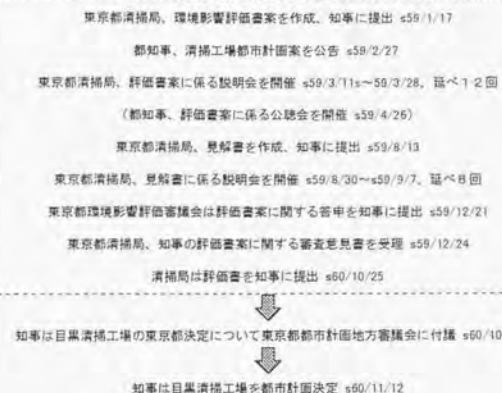 東京都清掃局、環境影響評価書案を作成、知事に提出 s59/1/17
都知事、清掃工場都市計画案を公告 s59/2/27
東京都清掃局、評価書案に係る説明会を開催 s59/3/11s~59/3/28、延べ12回
（都知事、評価書案に係る公聴会を開催 s59/4/26）
東京都清掃局、見解書を作成、知事に提出 s59/8/13
東京都清掃局、見解書に係る説明会を開催 s59/8/30~s59/9/7、延べ8回
東京都環境影響評価審議会は評価書案に関する答申を知事に提出 s59/12/21
東京都清掃局、知事の評価書案に関する審査意見書を受理 s59/12/24
清掃局は評価書を知事に提出 s60/10/25
知事は目黒清掃工場の東京都決定について東京都都市計画地方審議会に付議 s60/10
知事は目黒清掃工場を都市計画決定 s60/11/12